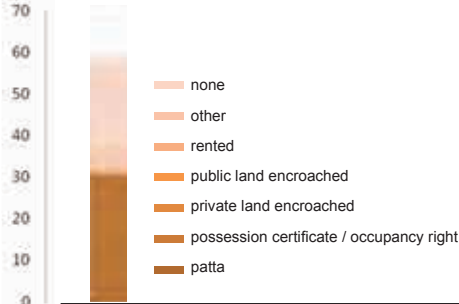 70
60
50
40
30
20
10
0
none
other
rented
public land encroached
private land encroached
possession certificate / occupancy right
patta